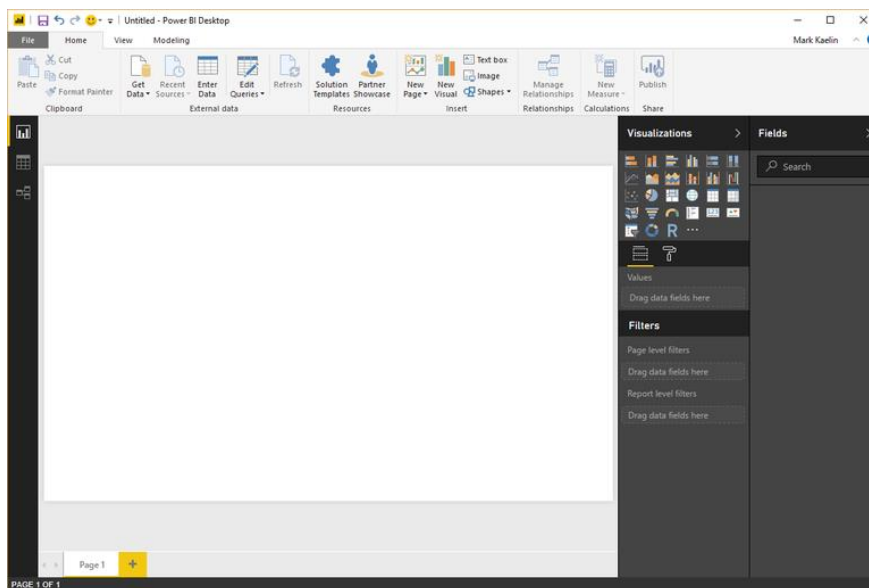 Untitled - Power BI Desktop
File Home View Modeling Mark Kaelin
Paste
Cut
Copy
Format Painter
Clipboard
Get Data
Recent Sources
Enter Data
Edit Queries
Refresh
External data
Solution Templates
Partner Showcase
Resources
New Page
New Visual
Text box
Image
Shapes
Insert
Manage Relationships
Relationships
New Measure
Calculations
Publish
Share
Visualizations
Fields
Search
R
Values
Drag data fields here
Filters
Page level filters
Drag data fields here
Report level filters
Drag data fields here
Page 1
PAGE 1 OF 1